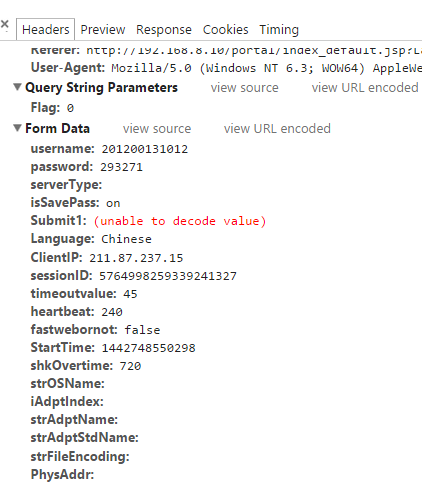 Headers Preview Response Cookies Timing
Referer: http://192.168.8.10/portal/index_default.jsp?La
User-Agent: Mozilla/5.0 (Windows NT 6.3; WOW64) AppleWe
Query String Parameters view source view URL encoded
Flag: 0
Form Data view source view URL encoded
username: 201200131012
password: 293271
serverType:
isSavePass: on
Submit1: (unable to decode value)
Language: Chinese
ClientIP: 211.87.237.15
sessionID: 5764998259339241327
timeoutvalue: 45
heartbeat: 240
fastwebornot: false
StartTime: 1442748550298
shkOvertime: 720
strOSName:
iAdptIndex:
strAdptName:
strAdptStdName:
strFileEncoding:
PhysAddr: